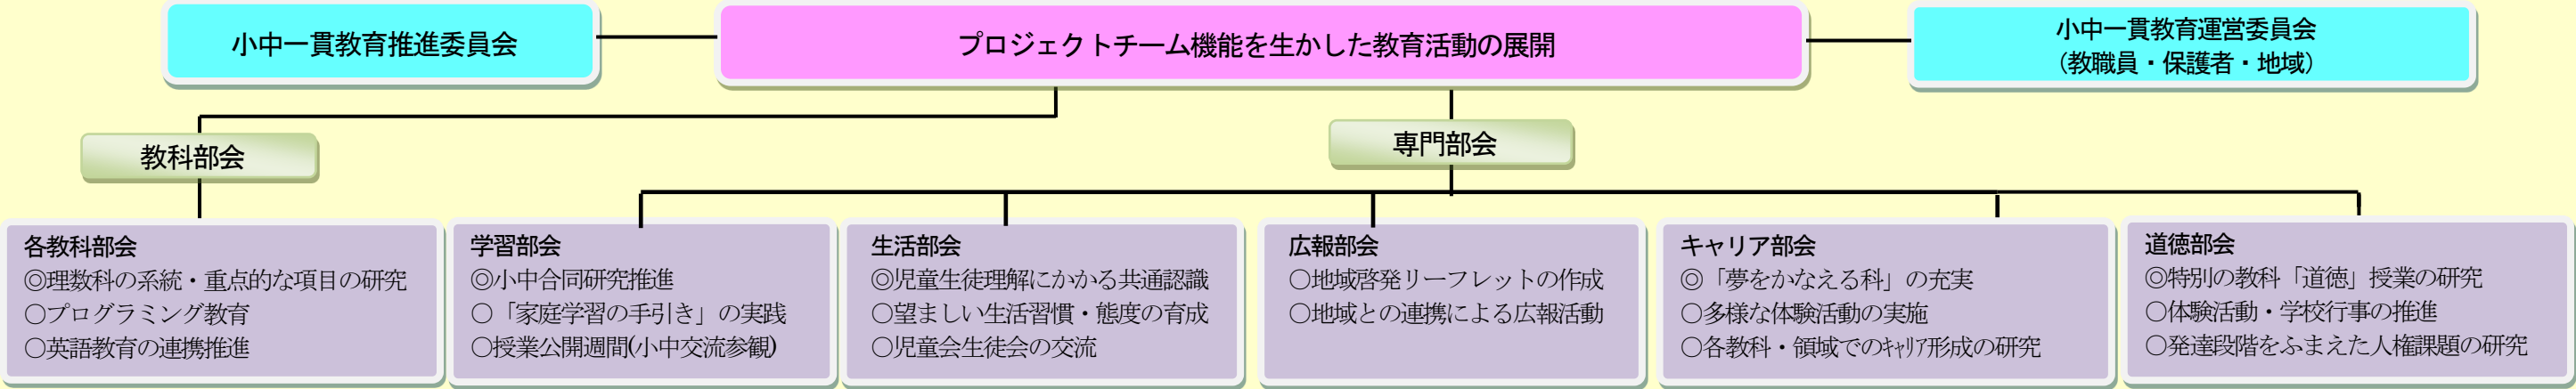 小中一貫教育推進委員会
プロジェクトチーム機能を生かした教育活動の展開
小中一貫教育運営委員会
（教職員・保護者・地域）
教科部会
専門部会
各教科部会
◎理数科の系統・重点的な項目の研究
○プログラミング教育
○英語教育の連携推進
学習部会
◎小中合同研究推進
○「家庭学習の手引き」の実践
○授業公開週間(小中交流参観)
生活部会
◎児童生徒理解にかかる共通認識
○望ましい生活習慣・態度の育成
○児童会生徒会の交流
広報部会
○地域啓発リーフレットの作成
○地域との連携による広報活動
キャリア部会
◎「夢をかなえる科」の充実
○多様な体験活動の実施
○各教科・領域でのｷｬﾘｱ形成の研究
道徳部会
◎特別の教科「道徳」授業の研究
○体験活動・学校行事の推進
○発達段階をふまえた人権課題の研究